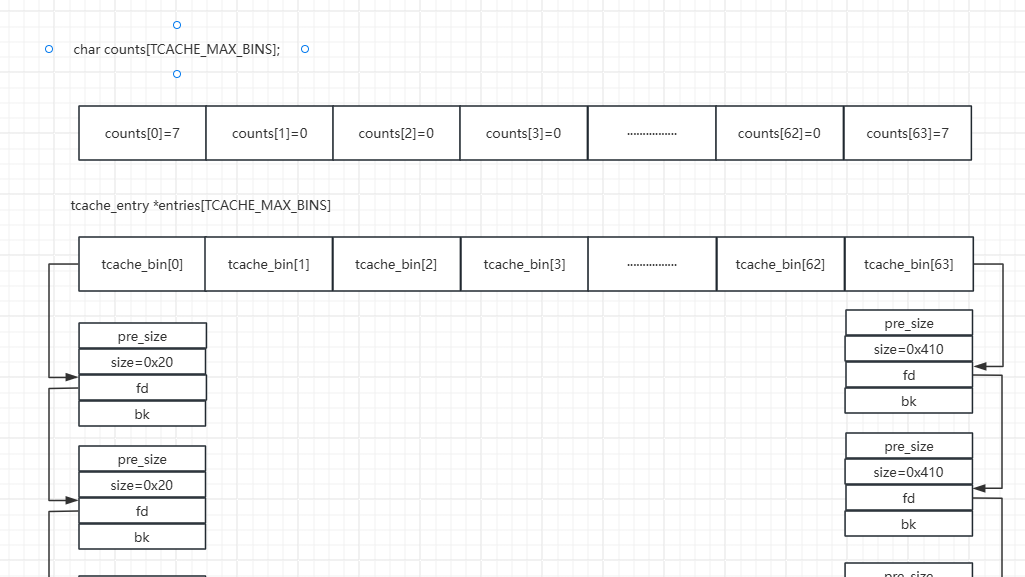 char counts[TCACHE_MAX_BINS];
counts[0]=7 counts[1]=0 counts[2]=0 counts[3]=0 ················ counts[62]=0 counts[63]=7
tcache_entry *entries[TCACHE_MAX_BINS]
tcache_bin[0] tcache_bin[1] tcache_bin[2] tcache_bin[3] ················ tcache_bin[62] tcache_bin[63]
pre_size
size=0x20
fd
bk
pre_size
size=0x20
fd
bk
pre_size
size=0x410
fd
bk
pre_size
size=0x410
fd
bk
pre_size